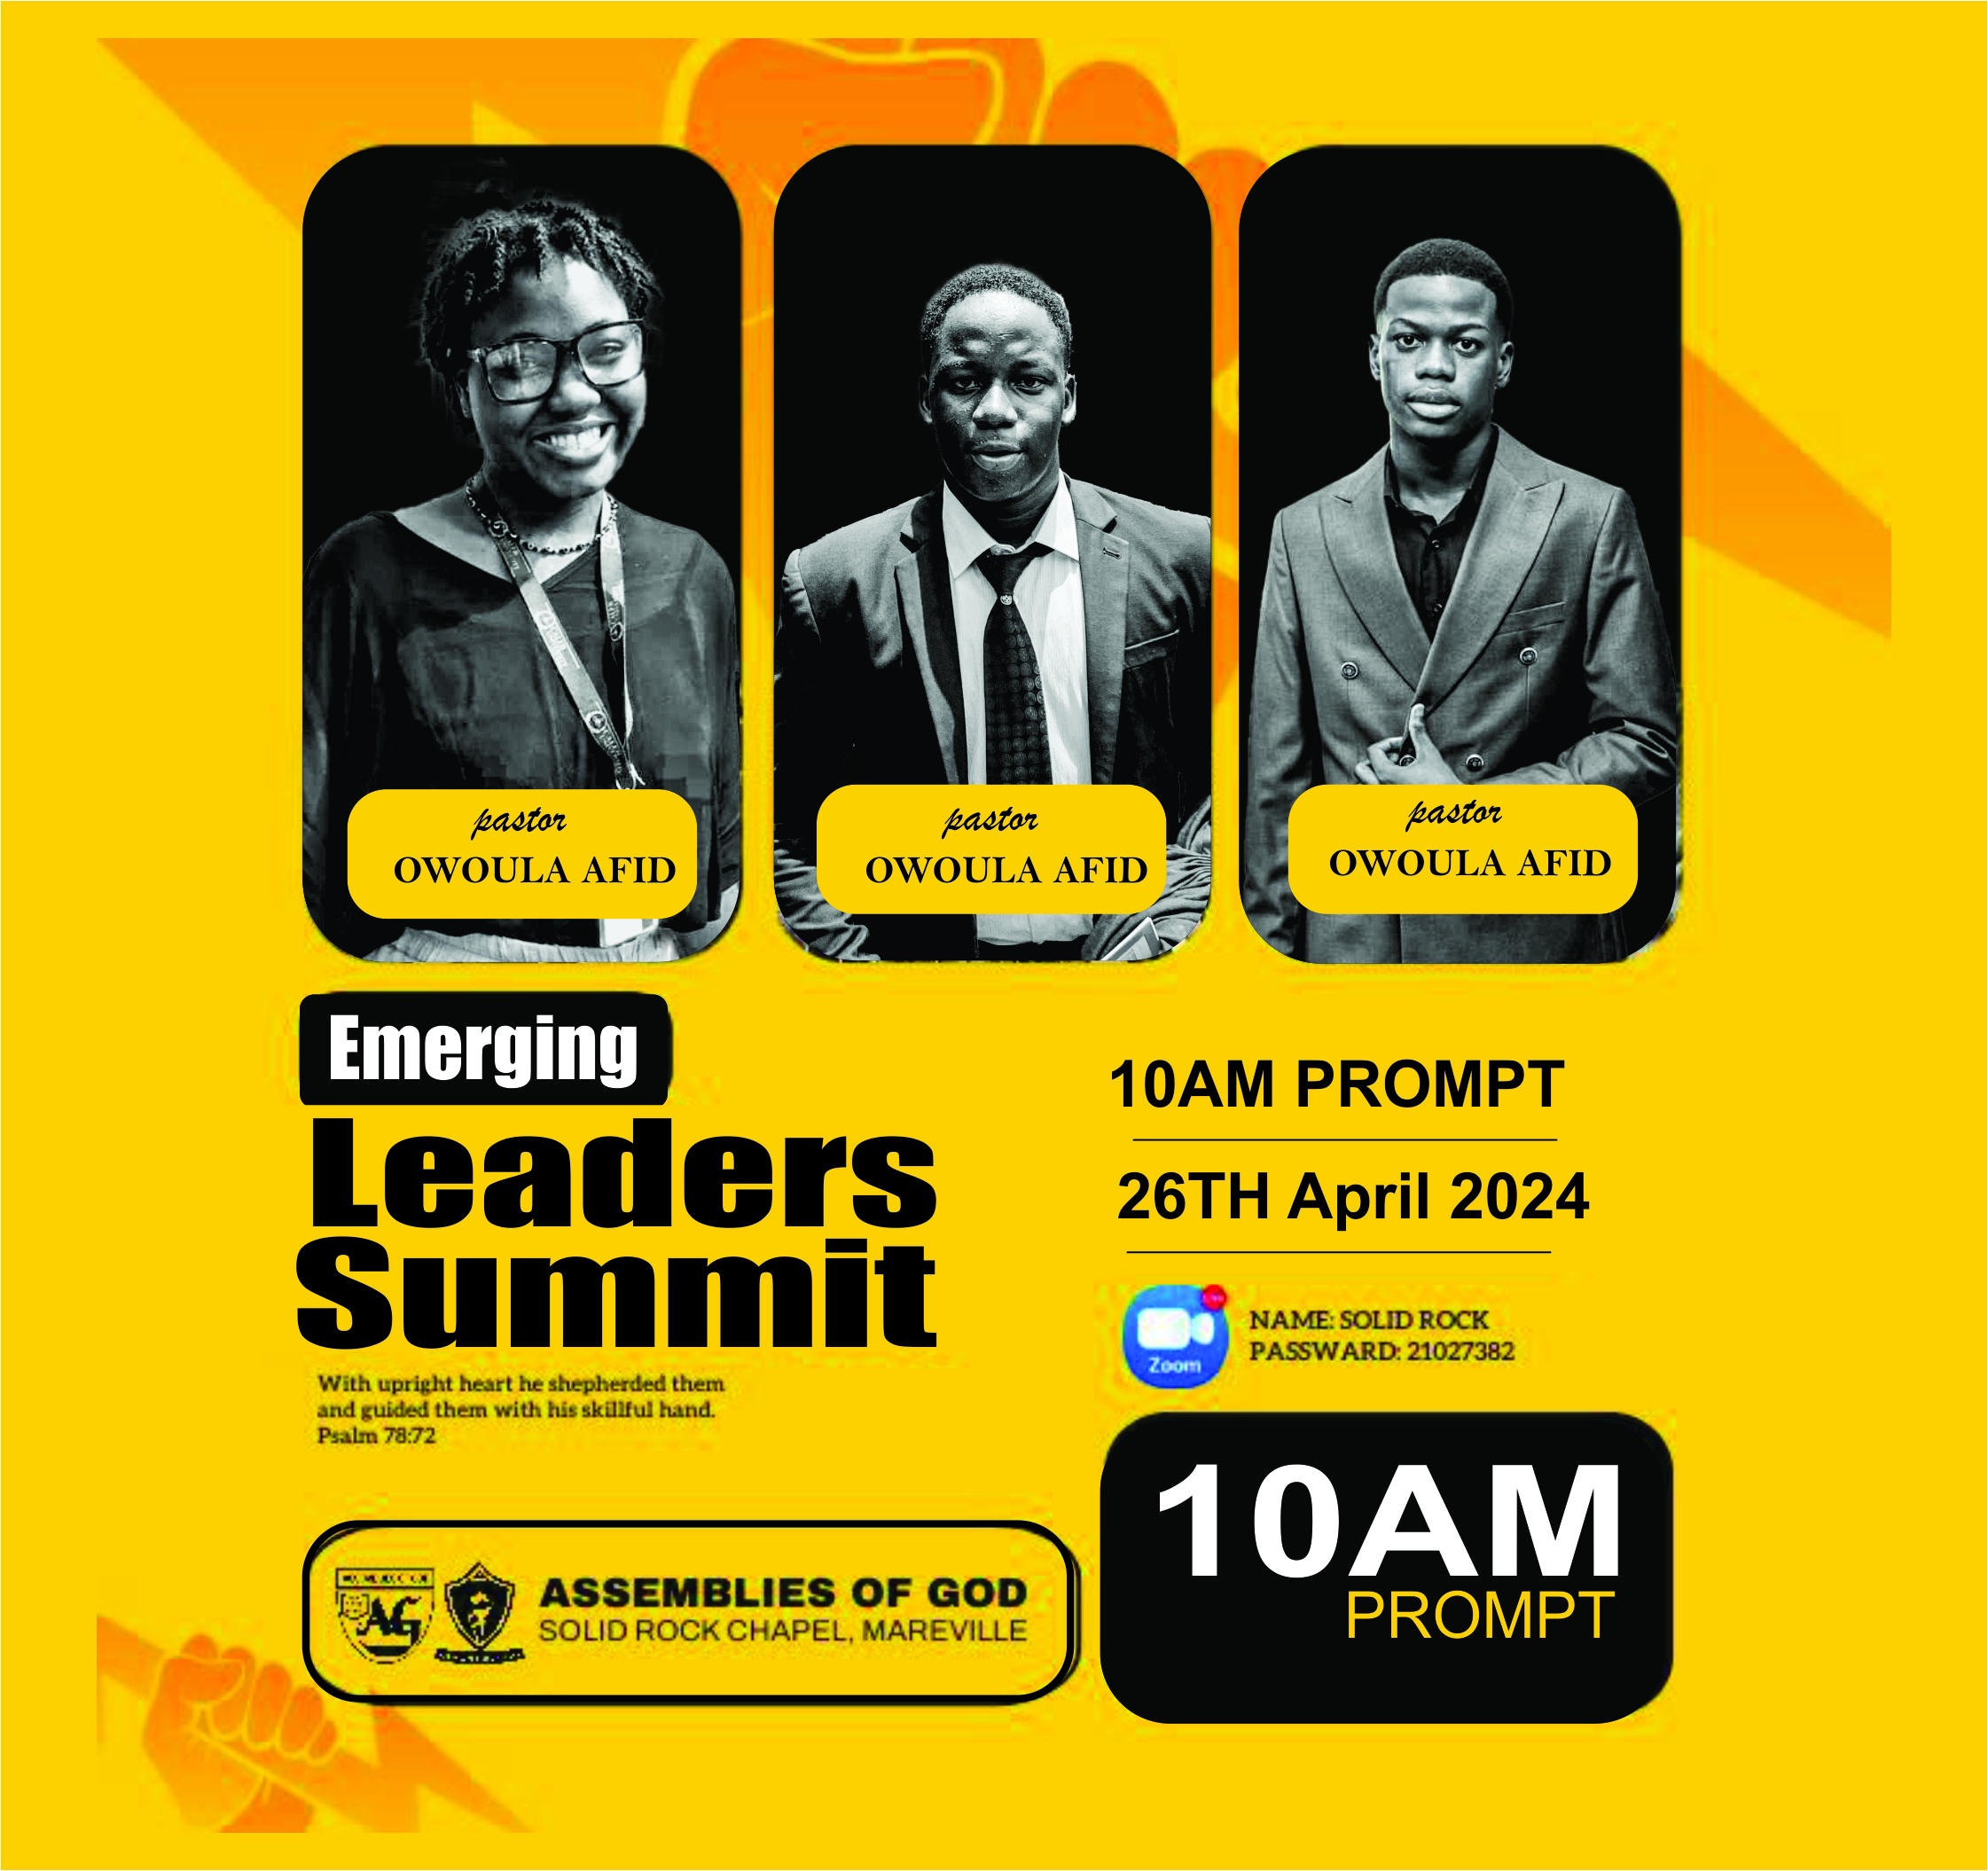 pastor
OWOULA AFID
pastor
OWOULA AFID
pastor
OWOULA AFID
Emerging
Leaders
Summit
With upright heart he shepherded them
and guided them with his skillful hand.
Psalm 78:72
10AM PROMPT
26TH April 2024
Zoom
NAME: SOLID ROCK
PASSWARD: 21027382
10AM
PROMPT
AG
ASSEMBLIES OF GOD
SOLID ROCK CHAPEL, MAREVILLE